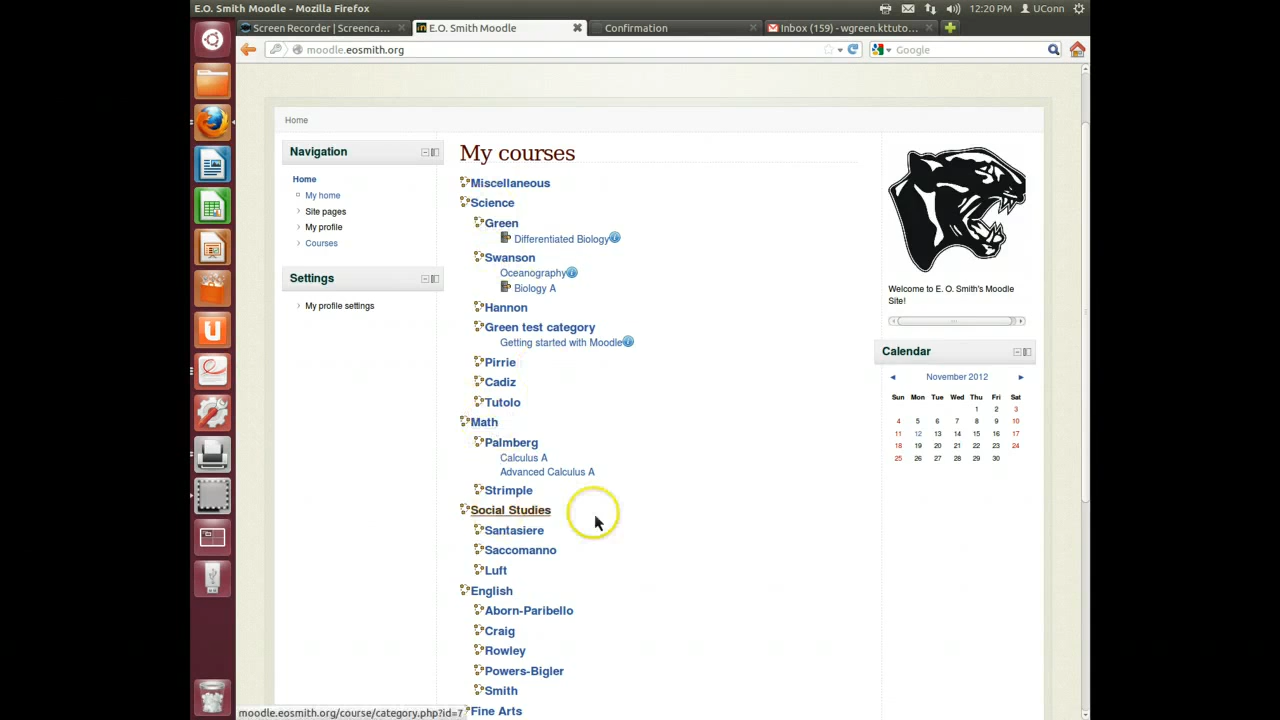 E.O. Smith Moodle - Mozilla Firefox
12:20 PM UConn
Screen Recorder | Screenca...
E.O. Smith Moodle
Confirmation
Inbox (159) - wgreen.kttuto...
moodle.eosmith.org
Google
Home
Navigation
Home
My home
Site pages
My profile
Courses
Settings
My profile settings
My courses
Miscellaneous
Science
Green
Differentiated Biology
Swanson
Oceanography
Biology A
Hannon
Green test category
Getting started with Moodle
Pirrie
Cadiz
Tutolo
Math
Palmberg
Calculus A
Advanced Calculus A
Strimple
Social Studies
Santasiere
Saccomanno
Luft
English
Aborn-Paribello
Craig
Rowley
Powers-Bigler
Smith
Fine Arts
Welcome to E. O. Smith's Moodle
Site!
Calendar
November 2012
Sun Mon Tue Wed Thu Fri Sat
1 2 3
4 5 6 7 8 9 10
11 12 13 14 15 16 17
18 19 20 21 22 23 24
25 26 27 28 29 30
moodle.eosmith.org/course/category.php?id=7